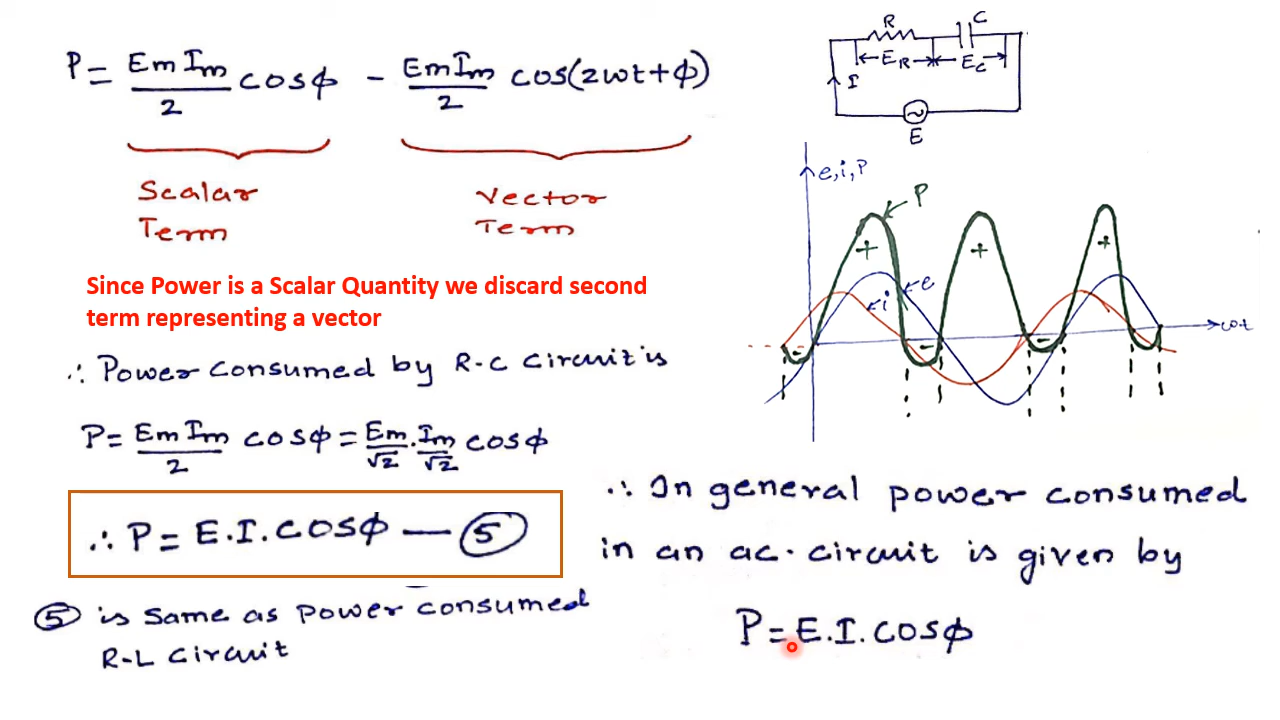 P = EmIm/2 cosϕ − EmIm/2 cos(2ωt+ϕ)
Scalar
Term
Vector
Term
Since Power is a Scalar Quantity we discard second
term representing a vector
∴ Power consumed by R-C circuit is
P = EmIm/2 cosϕ = Em/√2 . Im/√2 cosϕ
∴ P = E.I.cosϕ — ⑤
⑤ is same as power consumed
R-L circuit
R
C
E_R
E_C
I
E
e,i,P
P
+
+
+
i
e
ωt
-
-
-
∴ In general power consumed
in an ac. circuit is given by
P = E.I.cosϕ